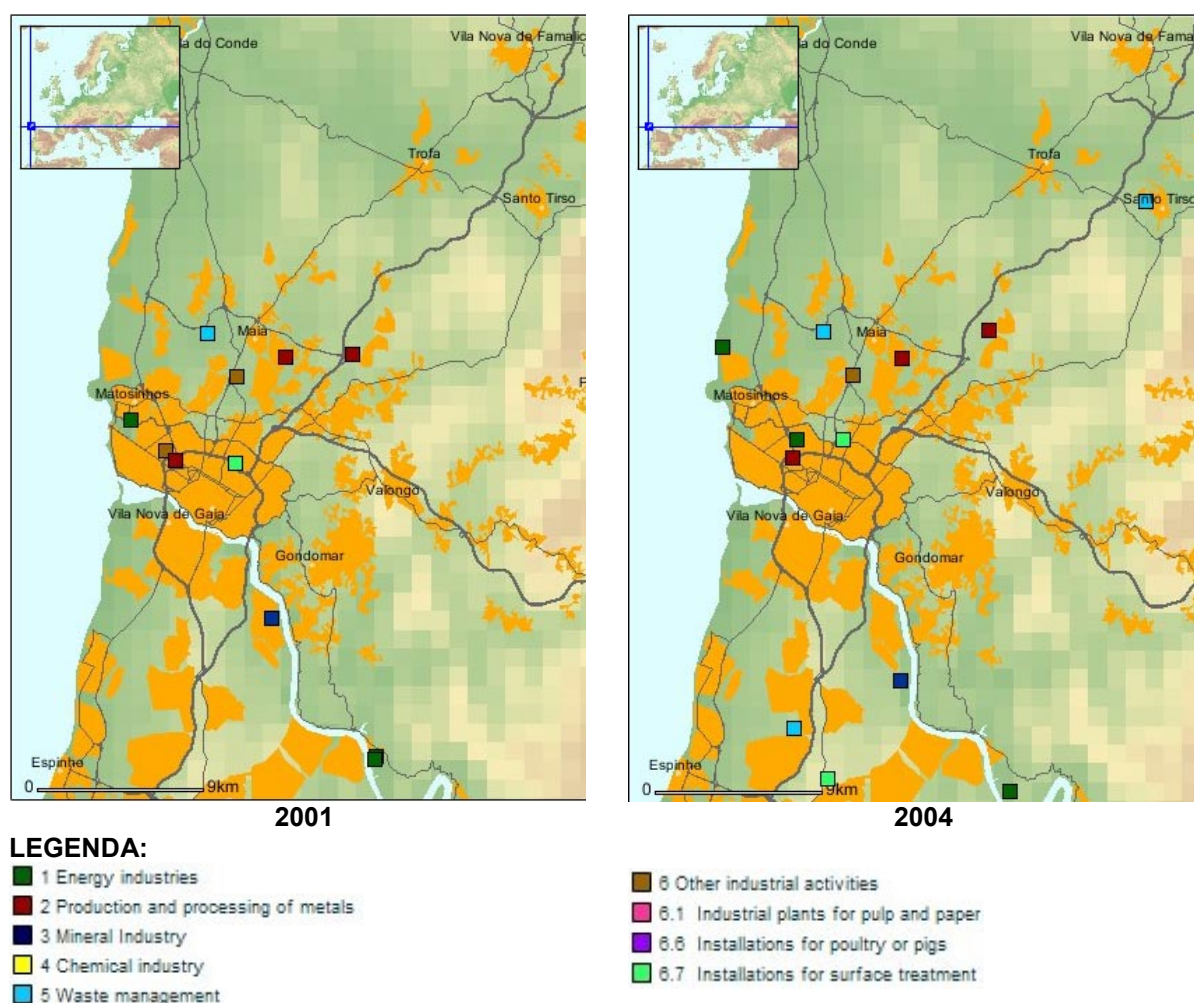 la do Conde
Vila Nova de Famalic
Trofa
Santo Tirso
Maia
Matosinhos
Valongo
Vila Nova de Gaia
Gondomar
Espinho
0 9km
2001
la do Conde
Vila Nova de Fama
Trofa
Santo Tirso
Maia
Matosinhos
Valongo
Vila Nova de Gaia
Gondomar
Espinho
0 9km
2004
LEGENDA:
1 Energy industries
2 Production and processing of metals
3 Mineral Industry
4 Chemical industry
5 Waste management
6 Other industrial activities
6.1 Industrial plants for pulp and paper
6.6 Installations for poultry or pigs
6.7 Installations for surface treatment